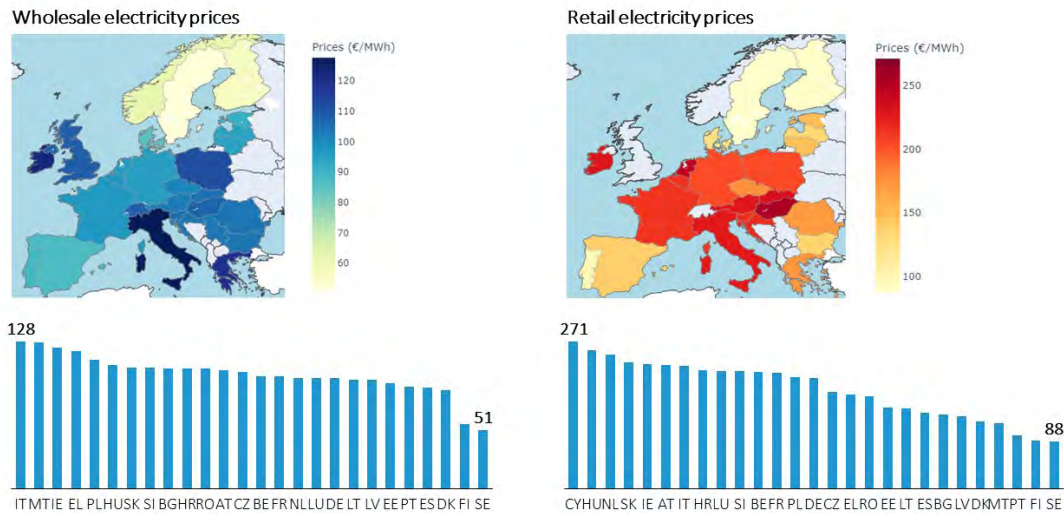 Wholesale electricity prices
Prices (€/MWh)
120
110
100
90
80
70
60
128
51
IT MT IE EL PL HU SK SI BG HR RO AT CZ BE FR NL LU DE LT LV EE PT ES DK FI SE
Retail electricity prices
Prices (€/MWh)
250
200
150
100
271
88
CY HU NL SK IE AT IT HR LU SI BE FR PL DE CZ EL RO EE LT ES BG LV DK MT PT FI SE